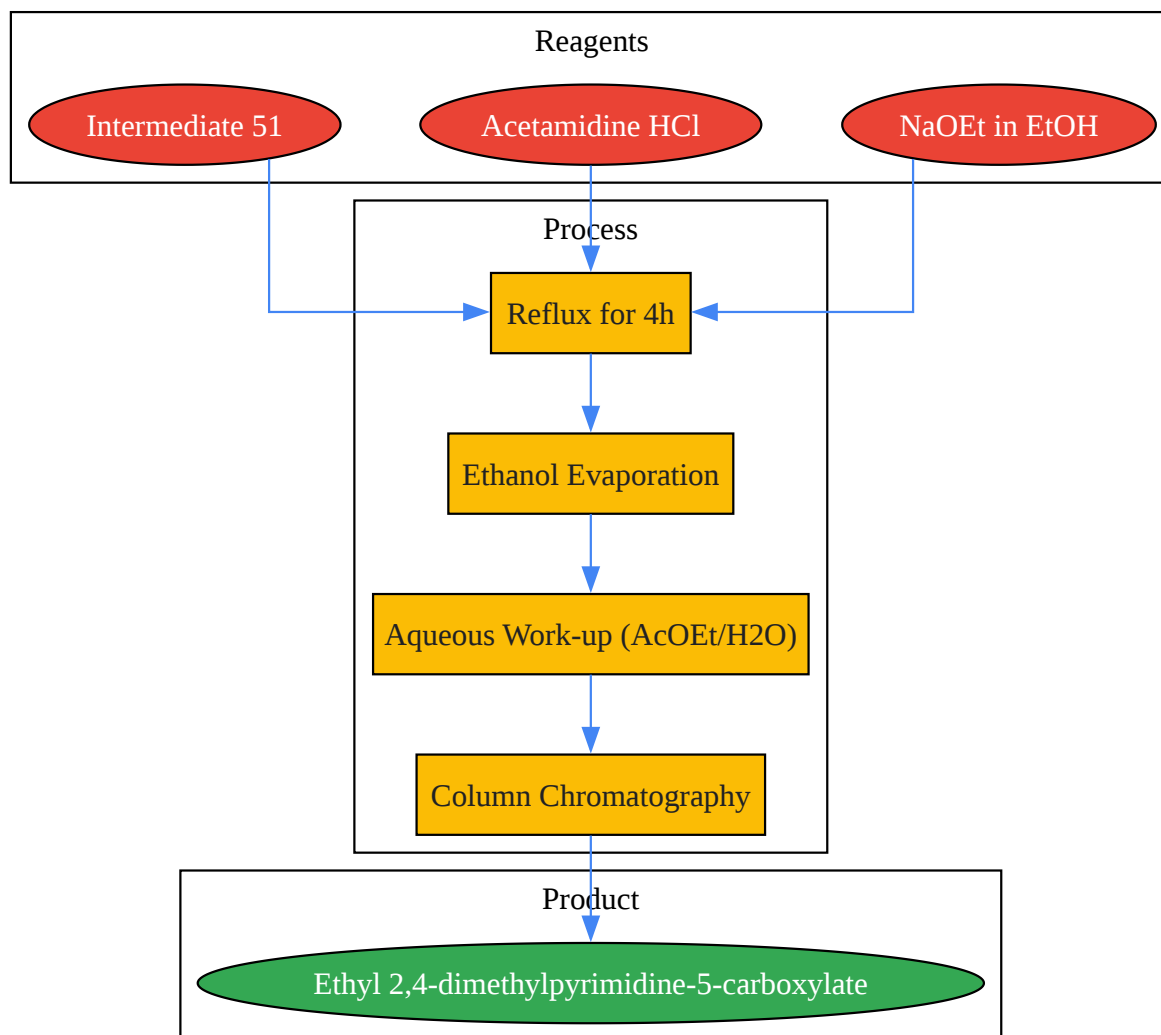 Reagents
Intermediate 51
Acetamidine HCl
NaOEt in EtOH
Process
Reflux for 4h
Ethanol Evaporation
Aqueous Work-up (AcOEt/H2O)
Column Chromatography
Product
Ethyl 2,4-dimethylpyrimidine-5-carboxylate